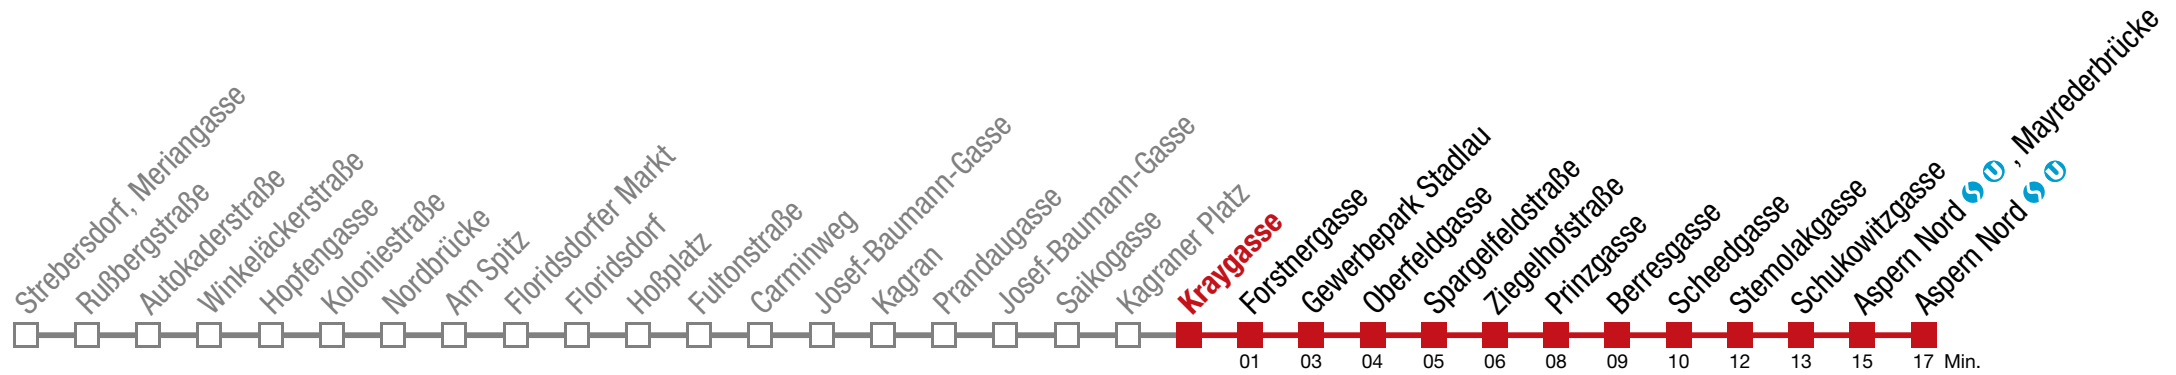 Strebersdorf, Meriangasse
Rußbergstraße
Autokaderstraße
Winkeläckerstraße
Hopfengasse
Koloniestraße
Nordbrücke
Am Spitz
Floridsdorfer Markt
Floridsdorf
Hoßplatz
Fultonstraße
Carminweg
Josef-Baumann-Gasse
Kagran
Prandaugasse
Josef-Baumann-Gasse
Saikogasse
Kagraner Platz
Kraygasse
Forstnergasse
Gewerbepark Stadlau
Oberfeldgasse
Spargelfeldstraße
Ziegelhofstraße
Prinzgasse
Berresgasse
Scheedgasse
Stemolakgasse
Schukowitzgasse
Aspern Nord S U, Mayrederbrücke
Aspern Nord S U
01 03 04 05 06 08 09 10 12 13 15 17 Min.